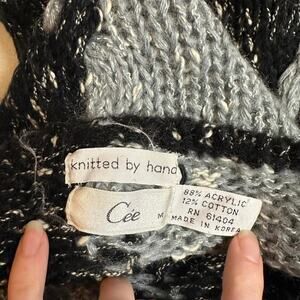 knitted by hand
Cée
M
88% ACRYLIC
12% COTTON
RN 61404
MADE IN KOREA